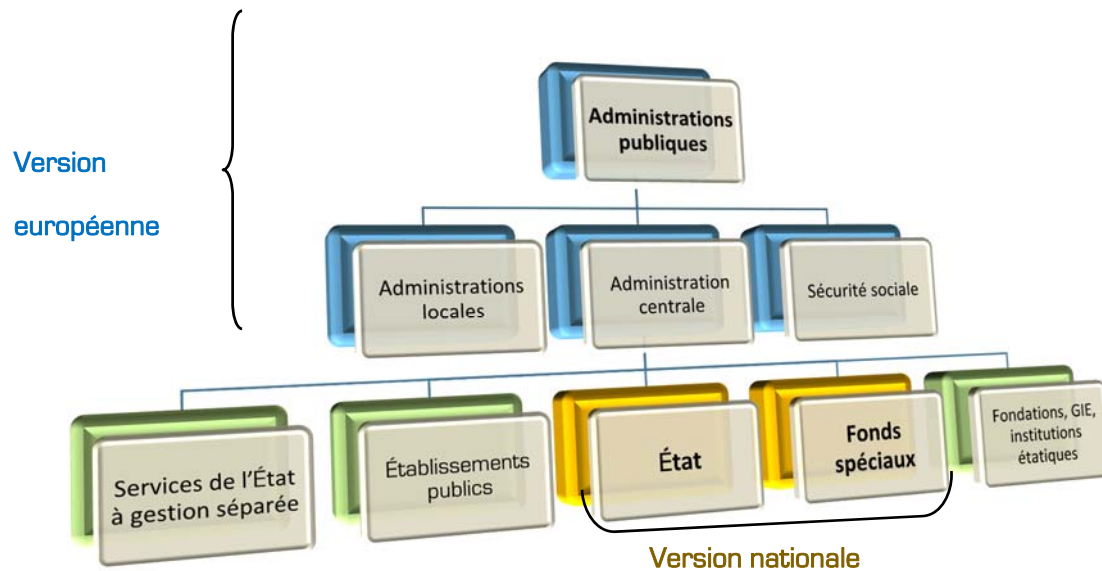 Administrations
publiques
Version
européenne
Administrations
locales
Administration
centrale
Sécurité sociale
Services de l'État
à gestion séparée
Établissements
publics
État
Fonds
spéciaux
Fondations, GIE,
institutions
étatiques
Version nationale